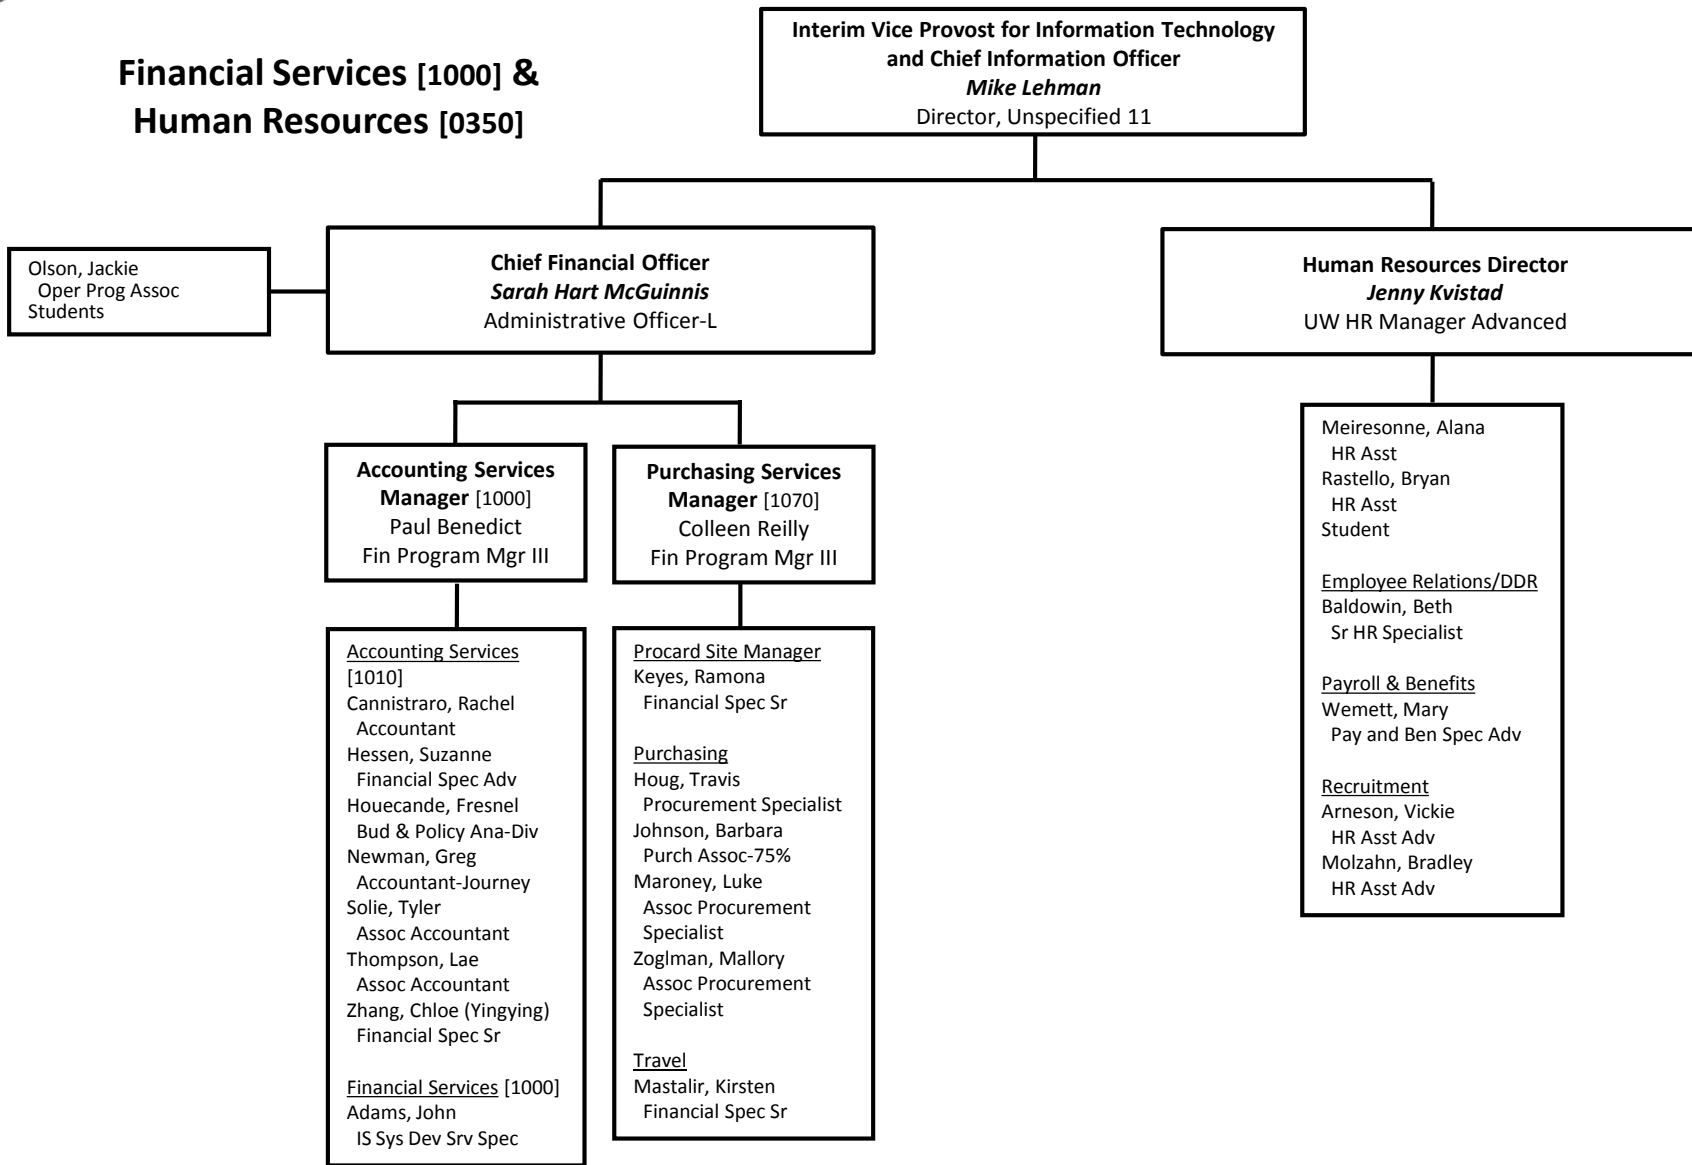 Financial Services [1000] &
Human Resources [0350]
Interim Vice Provost for Information Technology
and Chief Information Officer
Mike Lehman
Director, Unspecified 11
Olson, Jackie
Oper Prog Assoc
Students
Chief Financial Officer
Sarah Hart McGuinnis
Administrative Officer-L
Human Resources Director
Jenny Kvistad
UW HR Manager Advanced
Accounting Services
Manager [1000]
Paul Benedict
Fin Program Mgr III
Purchasing Services
Manager [1070]
Colleen Reilly
Fin Program Mgr III
Accounting Services
[1010]
Cannistraro, Rachel
Accountant
Hessen, Suzanne
Financial Spec Adv
Houecande, Fresnel
Bud & Policy Ana-Div
Newman, Greg
Accountant-Journey
Solie, Tyler
Assoc Accountant
Thompson, Lae
Assoc Accountant
Zhang, Chloe (Yingying)
Financial Spec Sr
Financial Services [1000]
Adams, John
IS Sys Dev Srv Spec
Procard Site Manager
Keyes, Ramona
Financial Spec Sr
Purchasing
Houg, Travis
Procurement Specialist
Johnson, Barbara
Purch Assoc-75%
Maroney, Luke
Assoc Procurement
Specialist
Zoglman, Mallory
Assoc Procurement
Specialist
Travel
Mastalir, Kirsten
Financial Spec Sr
Meiresonne, Alana
HR Asst
Rastello, Bryan
HR Asst
Student
Employee Relations/DDR
Baldowin, Beth
Sr HR Specialist
Payroll & Benefits
Wemett, Mary
Pay and Ben Spec Adv
Recruitment
Arneson, Vickie
HR Asst Adv
Molzahn, Bradley
HR Asst Adv